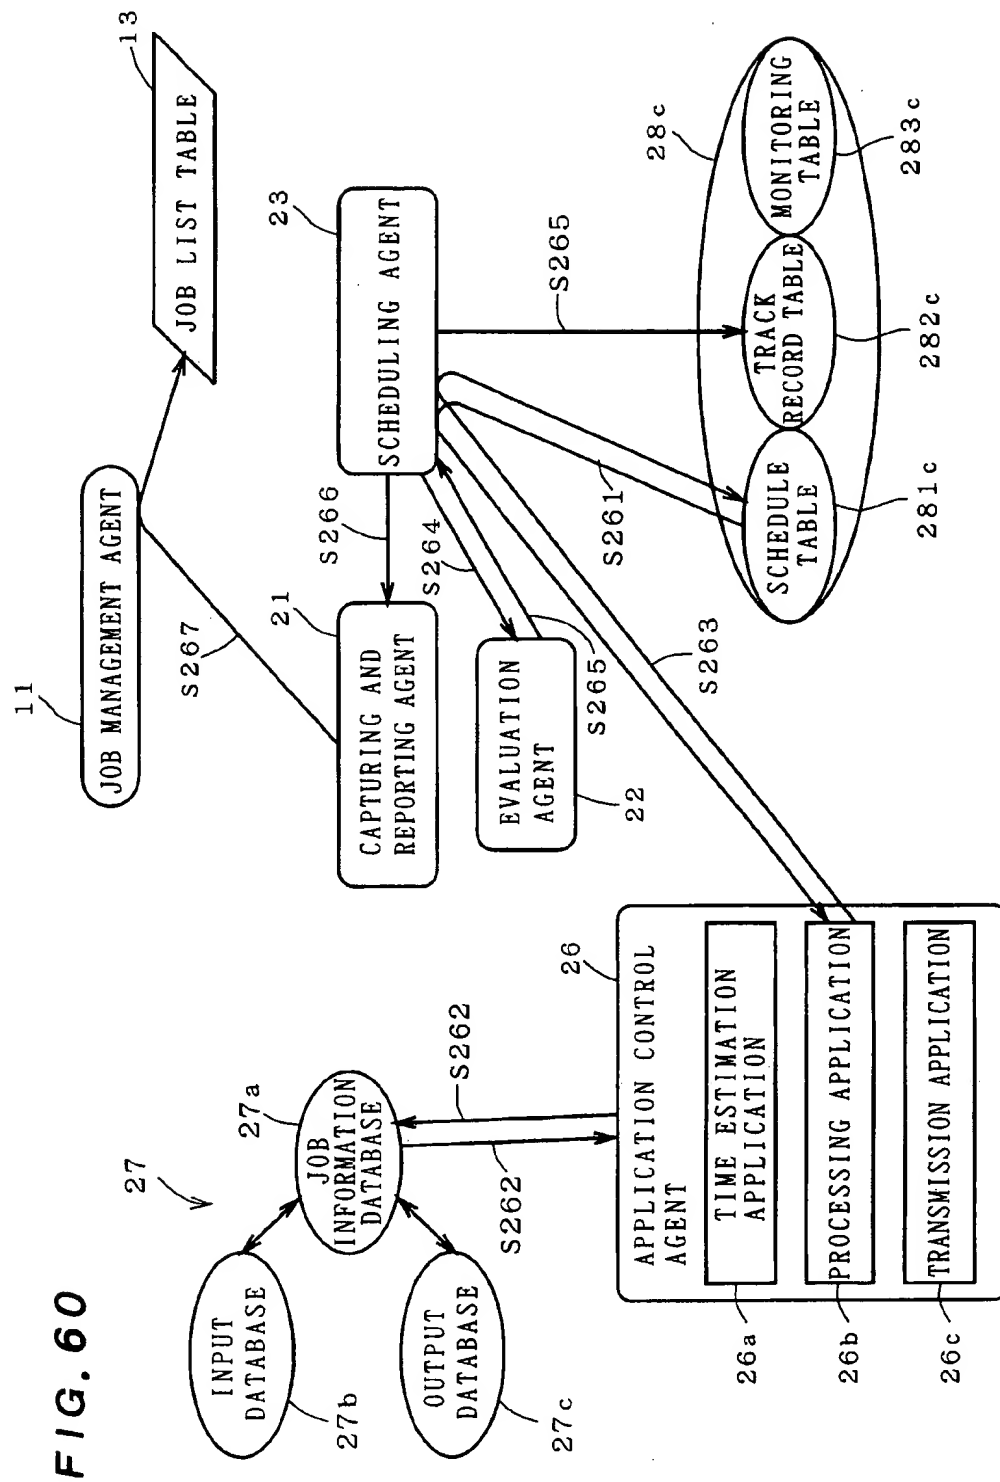 FIG. 60
27
INPUT
DATABASE
27b
OUTPUT
DATABASE
27c
27a
JOB
INFORMATION
DATABASE
S262
S262
26
APPLICATION CONTROL
AGENT
TIME ESTIMATION
APPLICATION
26a
PROCESSING APPLICATION
26b
TRANSMISSION APPLICATION
26c
11
JOB MANAGEMENT AGENT
13
JOB LIST TABLE
S267
21
CAPTURING AND
REPORTING AGENT
S266
23
SCHEDULING AGENT
S264
EVALUATION
AGENT
22
S265
S263
S261
S265
28c
SCHEDULE
TABLE
281c
TRACK
RECORD TABLE
282c
MONITORING
TABLE
283c